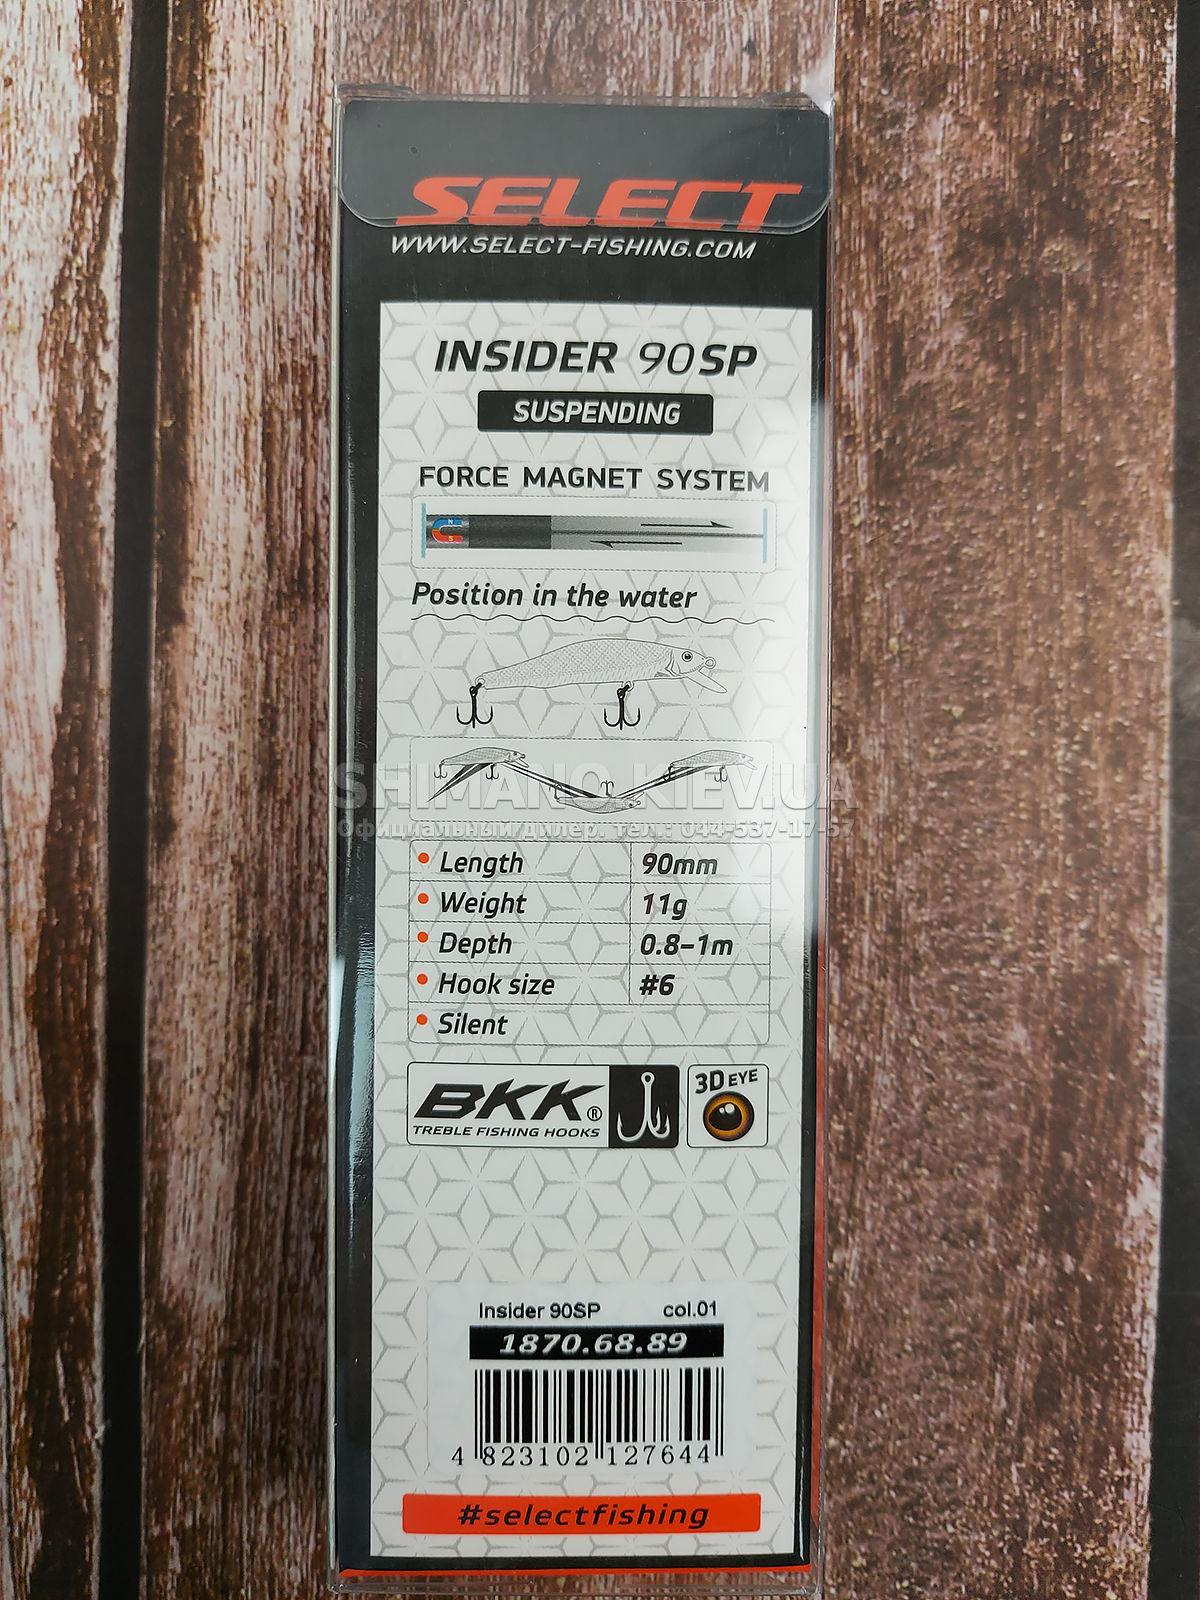 SELECT
WWW.SELECT-FISHING.COM
INSIDER 90SP
SUSPENDING
FORCE MAGNET SYSTEM
N
S
Position in the water
SHIMANO.KIEV.UA
Официальный дилер. тел.: 044-537-17-57
Length 90mm
Weight 11g
Depth 0.8-1m
Hook size #6
Silent
BKK®
TREBLE FISHING HOOKS
3D EYE
Insider 90SP col.01
1870.68.89
4 823102 127644
#selectfishing